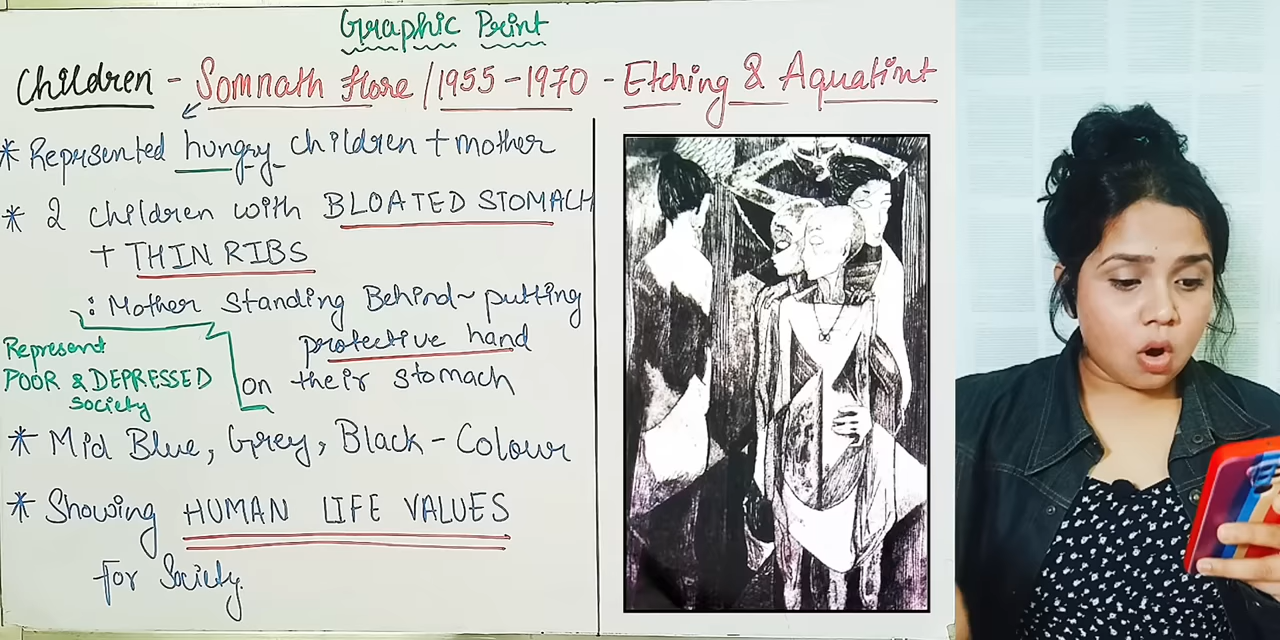 Graphic Print
Children - Somnath Hore / 1955-1970 - Etching & Aquatint
* Represented hungry children + mother
* 2 children with BLOATED STOMACH
+ THIN RIBS
: Mother Standing Behind~putting
protective hand
on their stomach
Represent
POOR & DEPRESSED
Society
* Mid Blue, Grey, Black - Colour
* Showing HUMAN LIFE VALUES
for Society.